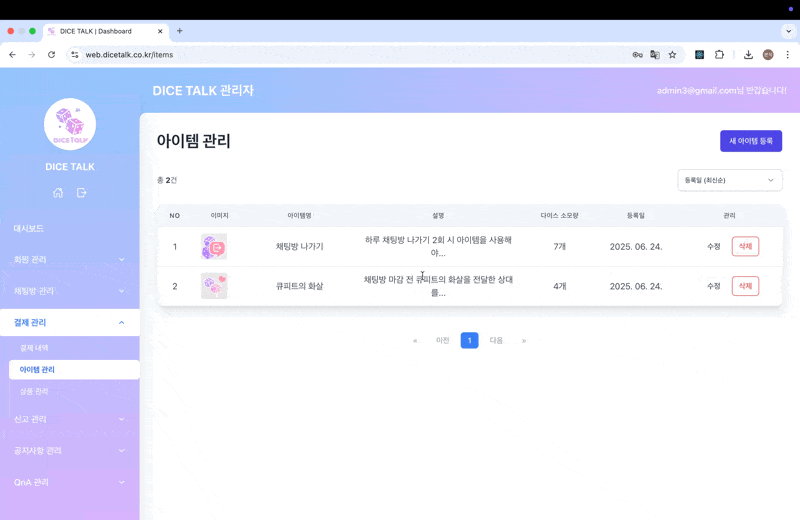 DICE TALK | Dashboard
web.dicetalk.co.kr/items
DICE TALK 관리자
admin3@gmail.com님 반갑습니다!
DICE TALK
DICE TALK
대시보드
회원 관리
채팅방 관리
결제 관리
결제 내역
아이템 관리
상품 관리
신고 관리
공지사항 관리
QnA 관리
아이템 관리
새 아이템 등록
총 2건
등록일 (최신순)
NO 이미지 아이템명 설명 다이스 소모량 등록일 관리
1 채팅방 나가기 하루 채팅방 나가기 2회 시 아이템을 사용해
야... 7개 2025. 06. 24. 수정 삭제
2 큐피트의 화살 채팅방 마감 전 큐피트의 화살을 전달한 상대
를... 4개 2025. 06. 24. 수정 삭제
« 이전 1 다음 »